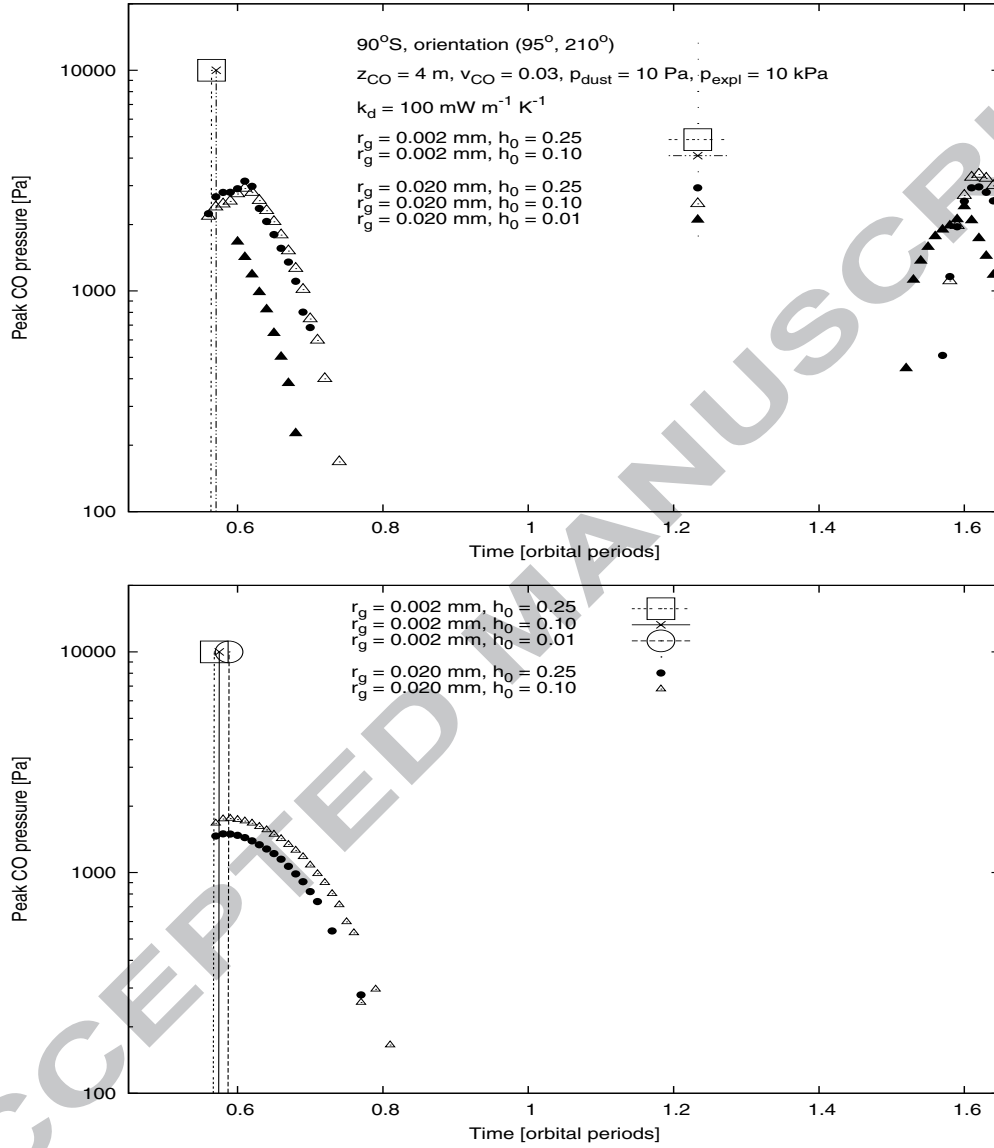 90°S, orientation (95°, 210°)
z_CO = 4 m, v_CO = 0.03, p_dust = 10 Pa, p_expl = 10 kPa
k_d = 100 mW m^-1 K^-1
r_g = 0.002 mm, h_0 = 0.25
r_g = 0.002 mm, h_0 = 0.10
r_g = 0.020 mm, h_0 = 0.25
r_g = 0.020 mm, h_0 = 0.10
r_g = 0.020 mm, h_0 = 0.01
10000
1000
100
Peak CO pressure [Pa]
0.6 0.8 1 1.2 1.4 1.6
Time [orbital periods]
r_g = 0.002 mm, h_0 = 0.25
r_g = 0.002 mm, h_0 = 0.10
r_g = 0.002 mm, h_0 = 0.01
r_g = 0.020 mm, h_0 = 0.25
r_g = 0.020 mm, h_0 = 0.10
10000
1000
100
Peak CO pressure [Pa]
0.6 0.8 1 1.2 1.4 1.6
Time [orbital periods]
CCEPTED MANUSCR